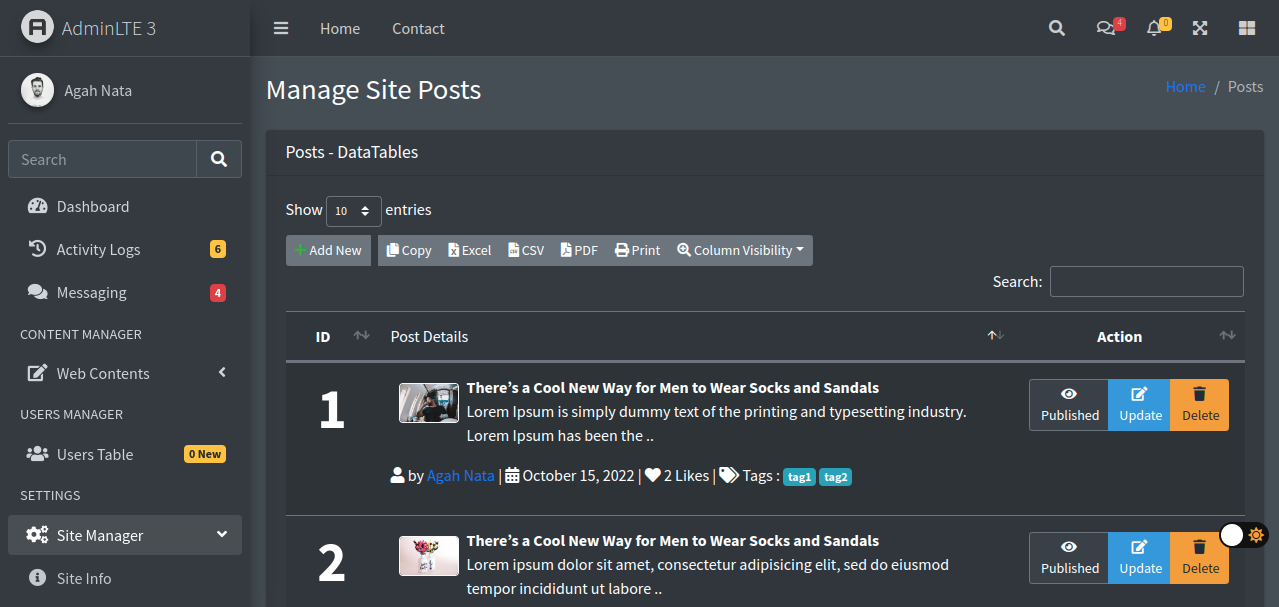 AdminLTE 3
Home Contact
4
0
Agah Nata
Manage Site Posts
Home / Posts
Search
Posts - DataTables
Dashboard
Show 10 entries
Activity Logs 6
Add New Copy Excel CSV PDF Print Column Visibility
Messaging 4
Search:
CONTENT MANAGER
ID Post Details Action
Web Contents
USERS MANAGER
Users Table 0 New
SETTINGS
Site Manager
Site Info
1
There's a Cool New Way for Men to Wear Socks and Sandals
Lorem Ipsum is simply dummy text of the printing and typesetting industry.
Lorem Ipsum has been the ..
Published Update Delete
by Agah Nata | October 15, 2022 | 2 Likes | Tags : tag1 tag2
2
There's a Cool New Way for Men to Wear Socks and Sandals
Lorem ipsum dolor sit amet, consectetur adipisicing elit, sed do eiusmod
tempor incididunt ut labore ..
Published Update Delete